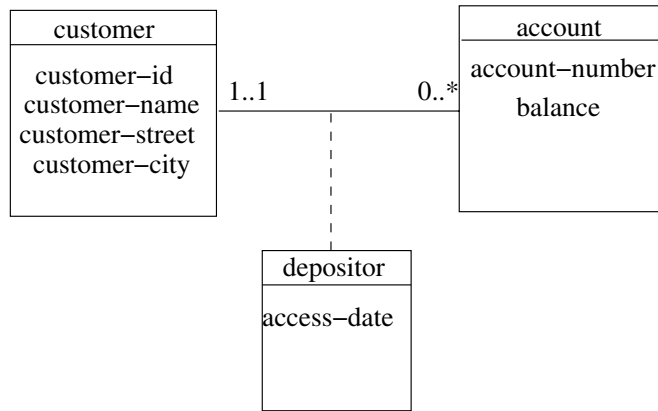 customer
customer−id
customer−name
customer−street
customer−city
1..1
0..*
account
account−number
balance
depositor
access−date